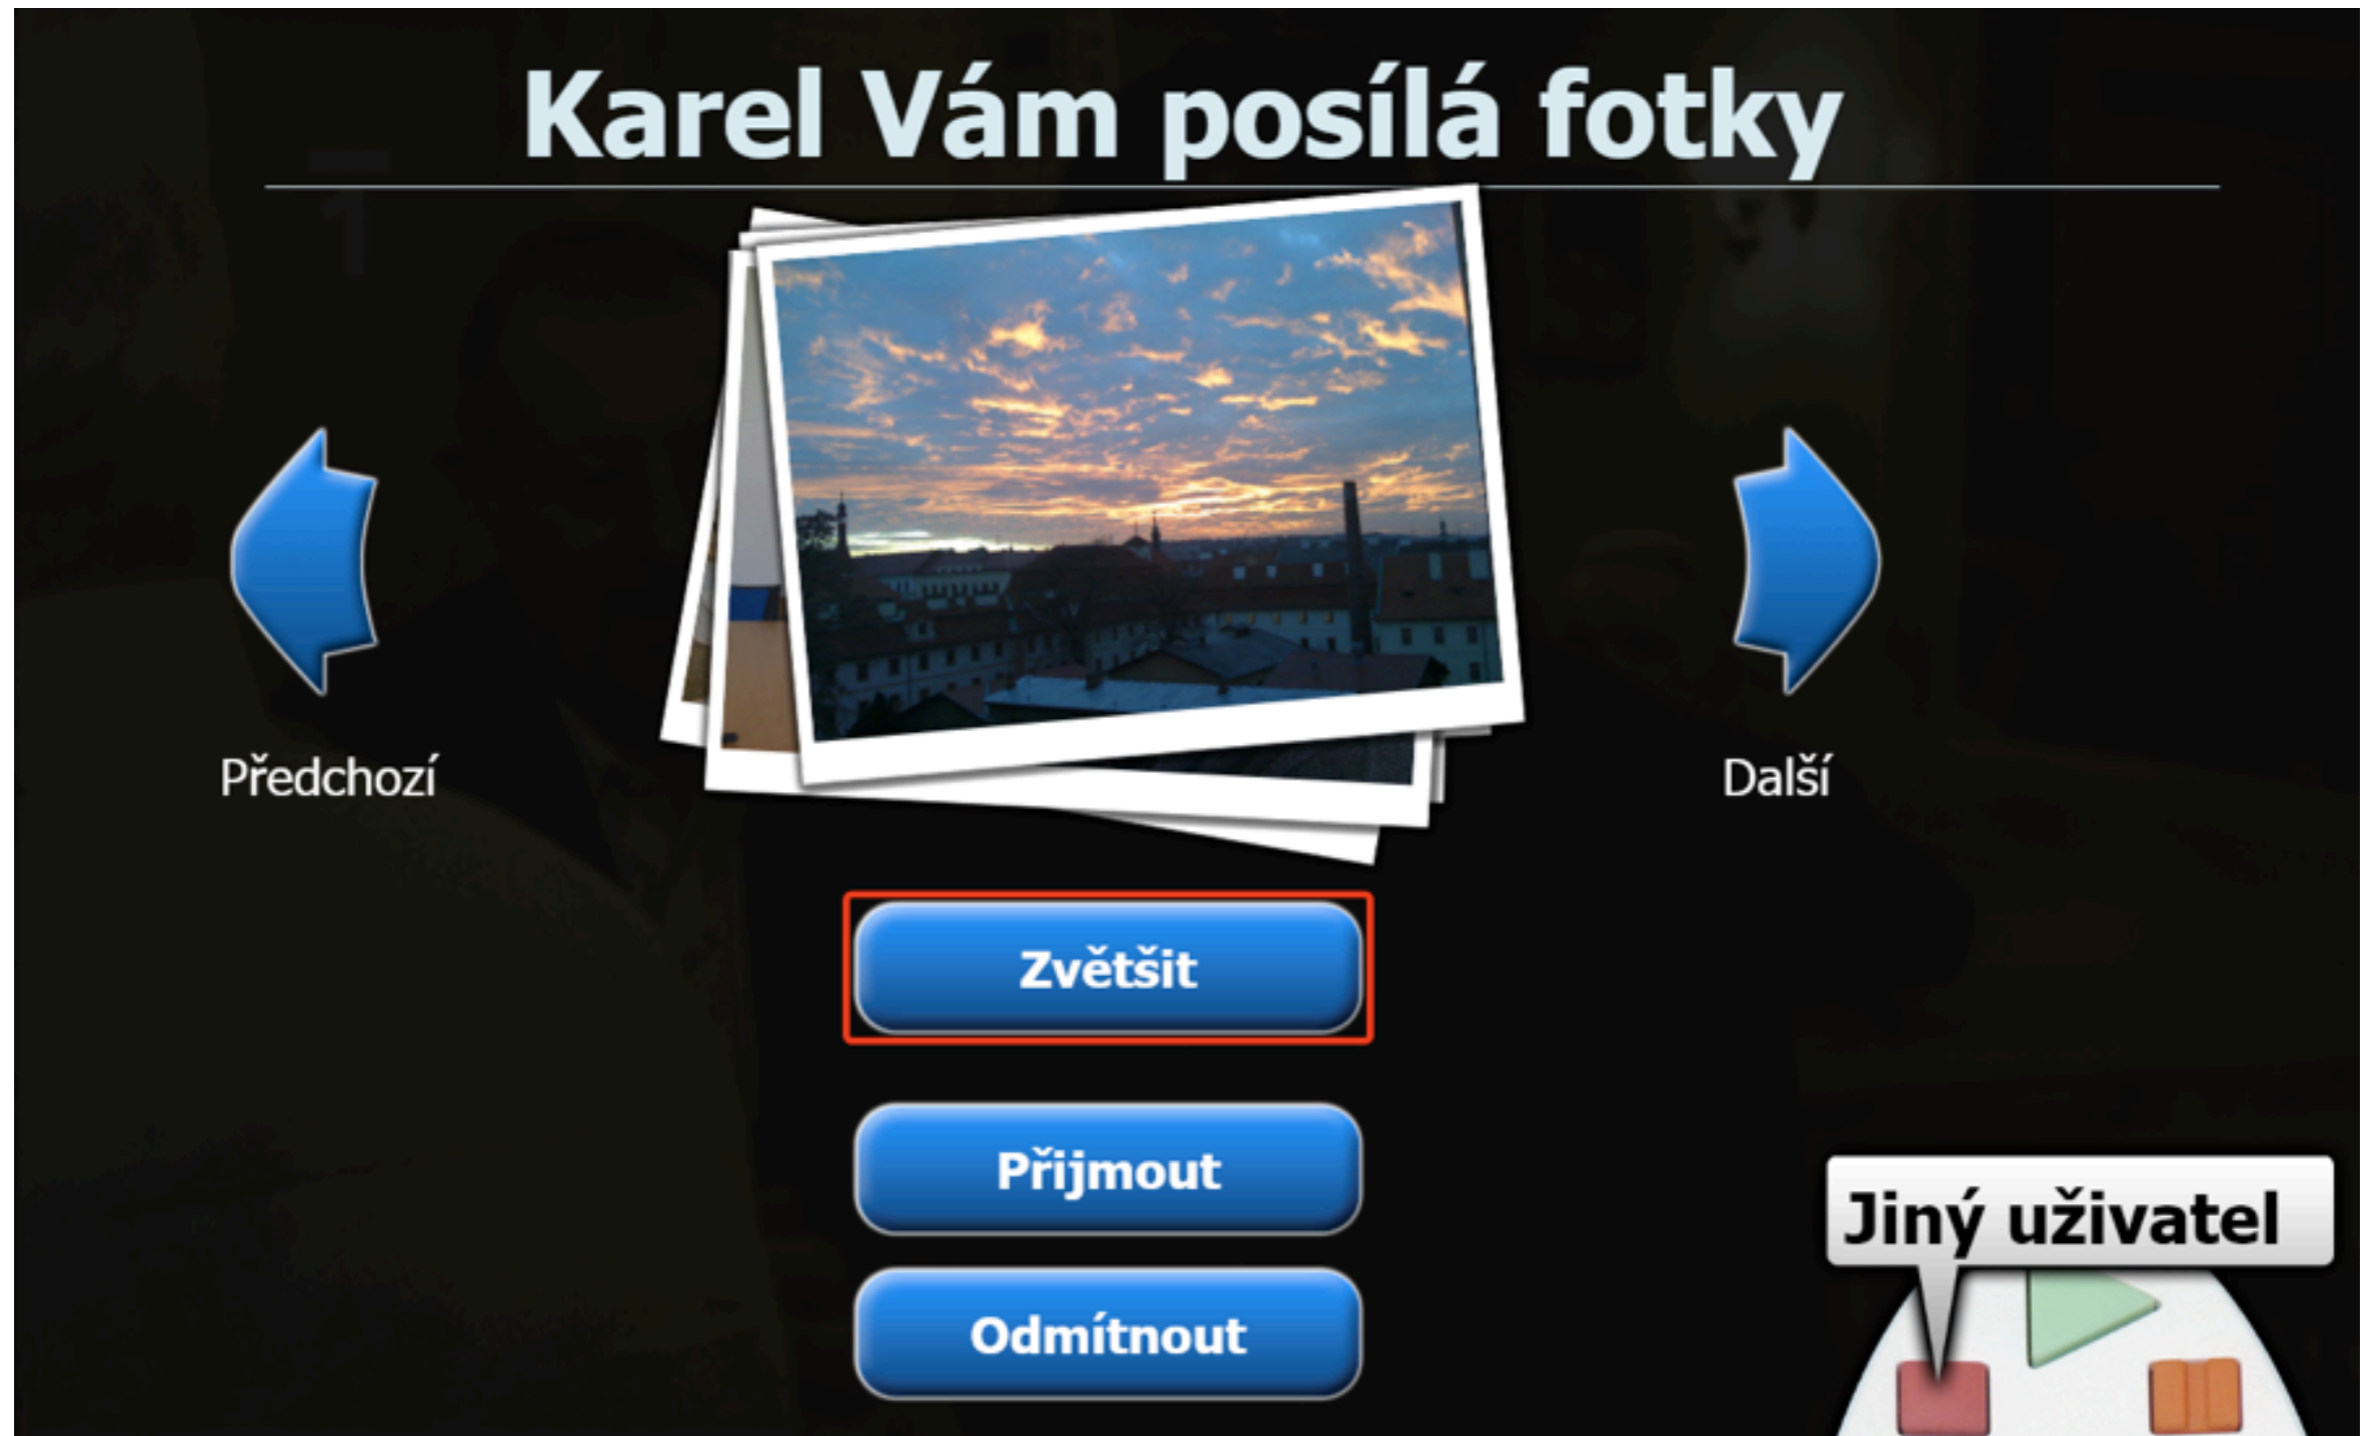 Karel Vám posílá fotky
Předchozí
Další
Zvětšit
Přijmout
Odmítnout
Jiný uživatel